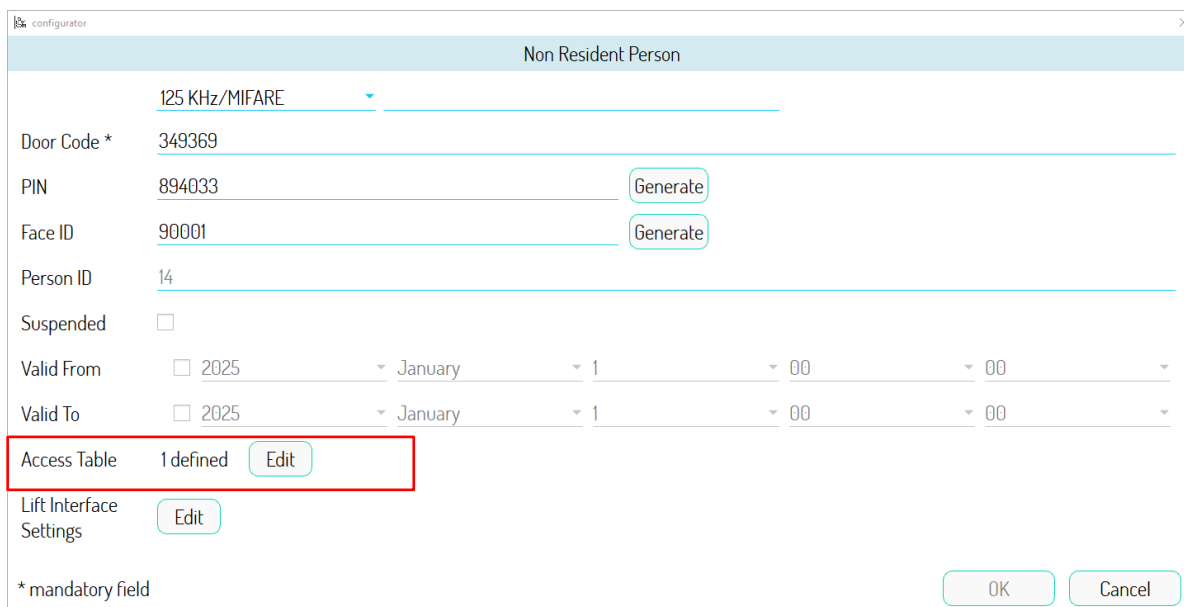 configurator
Non Resident Person
125 KHz/MIFARE
Door Code * 349369
PIN 894033 Generate
Face ID 90001 Generate
Person ID 14
Suspended
Valid From 2025 January 1 00 00
Valid To 2025 January 1 00 00
Access Table 1 defined Edit
Lift Interface
Settings Edit
* mandatory field OK Cancel